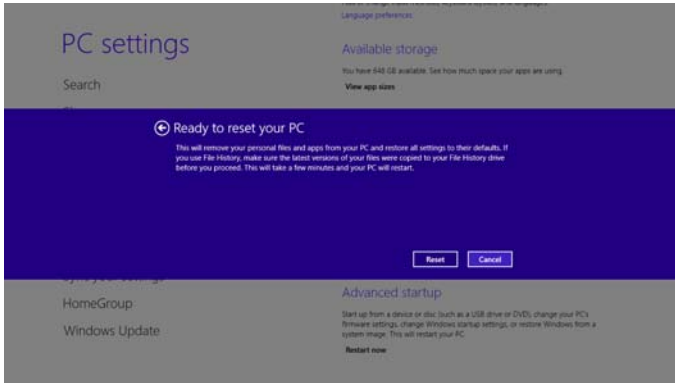 Language preferences
PC settings
Available storage
You have 648 GB available. See how much space your apps are using.
Search
View app sizes
Ready to reset your PC
This will remove your personal files and apps from your PC and restore all settings to their defaults. If
you use File History, make sure the latest versions of your files were copied to your File History drive
before you proceed. This will take a few minutes and your PC will restart.
Reset
Cancel
Advanced startup
HomeGroup
Start up from a device or disc (such as a USB drive or DVD), change your PC's
firmware settings, change Windows startup settings, or restore Windows from a
system image. This will restart your PC.
Windows Update
Restart now